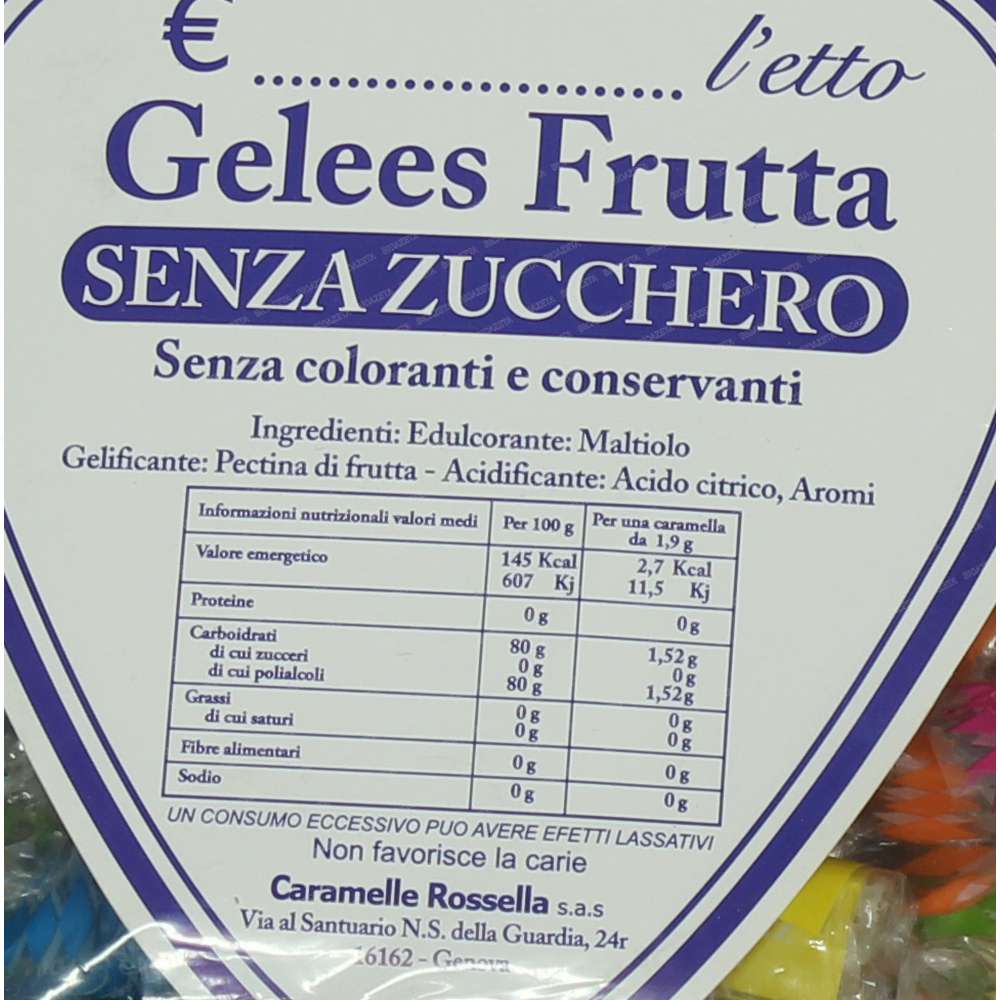 € ........................ l'etto
Gelees Frutta
SENZA ZUCCHERO
Senza coloranti e conservanti
Ingredienti: Edulcorante: Maltiolo
Gelificante: Pectina di frutta - Acidificante: Acido citrico, Aromi
Informazioni nutrizionali valori medi Per 100 g Per una caramella da 1,9 g
Valore emergetico 145 Kcal 2,7 Kcal
607 Kj 11,5 Kj
Proteine 0 g 0 g
Carboidrati 80 g 1,52 g
di cui zucceri 0 g 0 g
di cui polialcoli 80 g 1,52 g
Grassi 0 g 0 g
di cui saturi 0 g 0 g
Fibre alimentari 0 g 0 g
Sodio 0 g 0 g
UN CONSUMO ECCESSIVO PUO AVERE EFETTI LASSATIVI
Non favorisce la carie
Caramelle Rossella s.a.s
Via al Santuario N.S. della Guardia, 24r
16162 - Genova